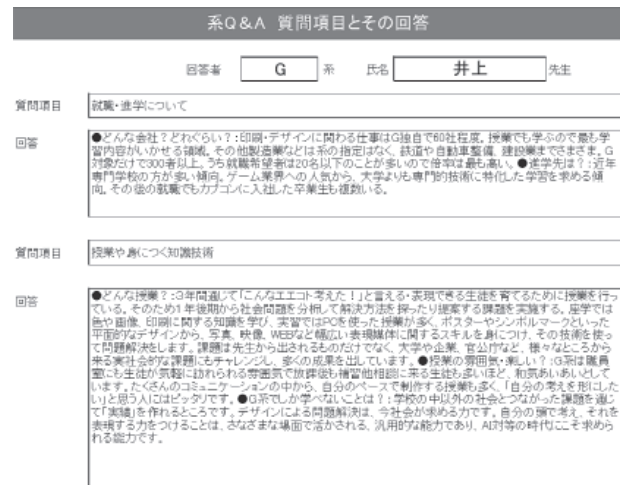 系Q&A 質問項目とその回答
回答者 G 系 氏名 井上 先生
質問項目 就職・進学について
回答 ●どんな会社?どれぐらい?:印刷・デザインに関わる仕事はG独自で60社程度。授業でも学ぶので最も学
習内容がいかせる領域。その他製造業などは系の指定はなく、鉄道や自動車整備、建設業までさまざま。G
対象だけで300者以上。うち就職希望者は20名以下のことが多いので倍率は最も高い。●進学先は?:近年
専門学校の方が多い傾向。ゲーム業界への人気から、大学よりも専門的技術に特化した学習を求める傾
向。その後の就職でもカプコンに入社した卒業生も複数いる。
質問項目 授業や身につく知識技術
回答 ●どんな授業?:3年間通じて「こんなエエコト考えた!」と言える・表現できる生徒を育てるために授業を行っ
ている。そのため1年後期から社会問題を分析して解決方法を探ったり提案する課題を実施する。座学では
色や画像、印刷に関する知識を学び、実習ではPCを使った授業が多く、ポスターやシンボルマークといった
平面的なデザインから、写真、映像、WEBなど幅広い表現媒体に関するスキルを身につけ、その技術を使っ
て問題解決をします。課題は先生から出されるものだけでなく、大学や企業、官公庁など、様々なところから
来る実社会的な課題にもチャレンジし、多くの成果を出しています。●授業の雰囲気・楽しい?:G系は職員
室にも生徒が気軽に訪れられる雰囲気で放課後も補習他相談に来る生徒も多いほど、和気あいあいとして
います。たくさんのコミュニケーションの中から、自分のペースで制作する授業も多く、「自分の考えを形にした
い」と思う人にはピッタリです。●G系でしか学べないことは?:学校の中以外の社会とつながった課題を通じ
て「実績」を作れるところです。デザインによる問題解決は、今社会が求める力です。自分の頭で考え、それを
表現する力をつけることは、さまざまな場面で活かされる、汎用的な能力であり、AI対等の時代にこそ求めら
れる能力です。